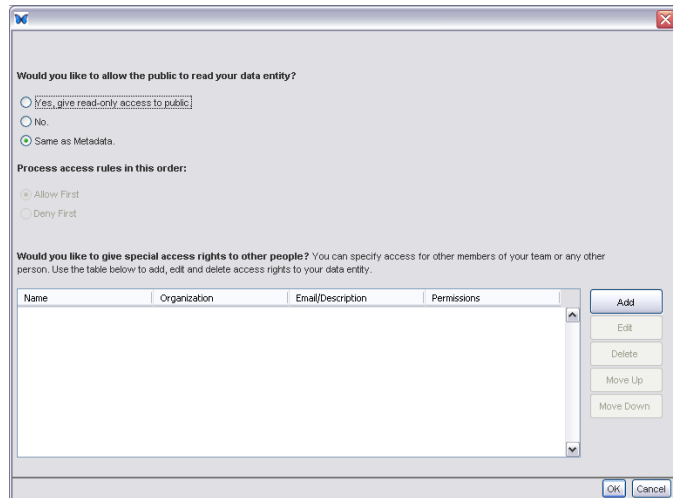 Would you like to allow the public to read your data entity?
Yes, give read-only access to public.
No.
Same as Metadata.
Process access rules in this order:
Allow First
Deny First
Would you like to give special access rights to other people? You can specify access for other members of your team or any other
person. Use the table below to add, edit and delete access rights to your data entity.
Name Organization Email/Description Permissions
Add
Edit
Delete
Move Up
Move Down
OK Cancel